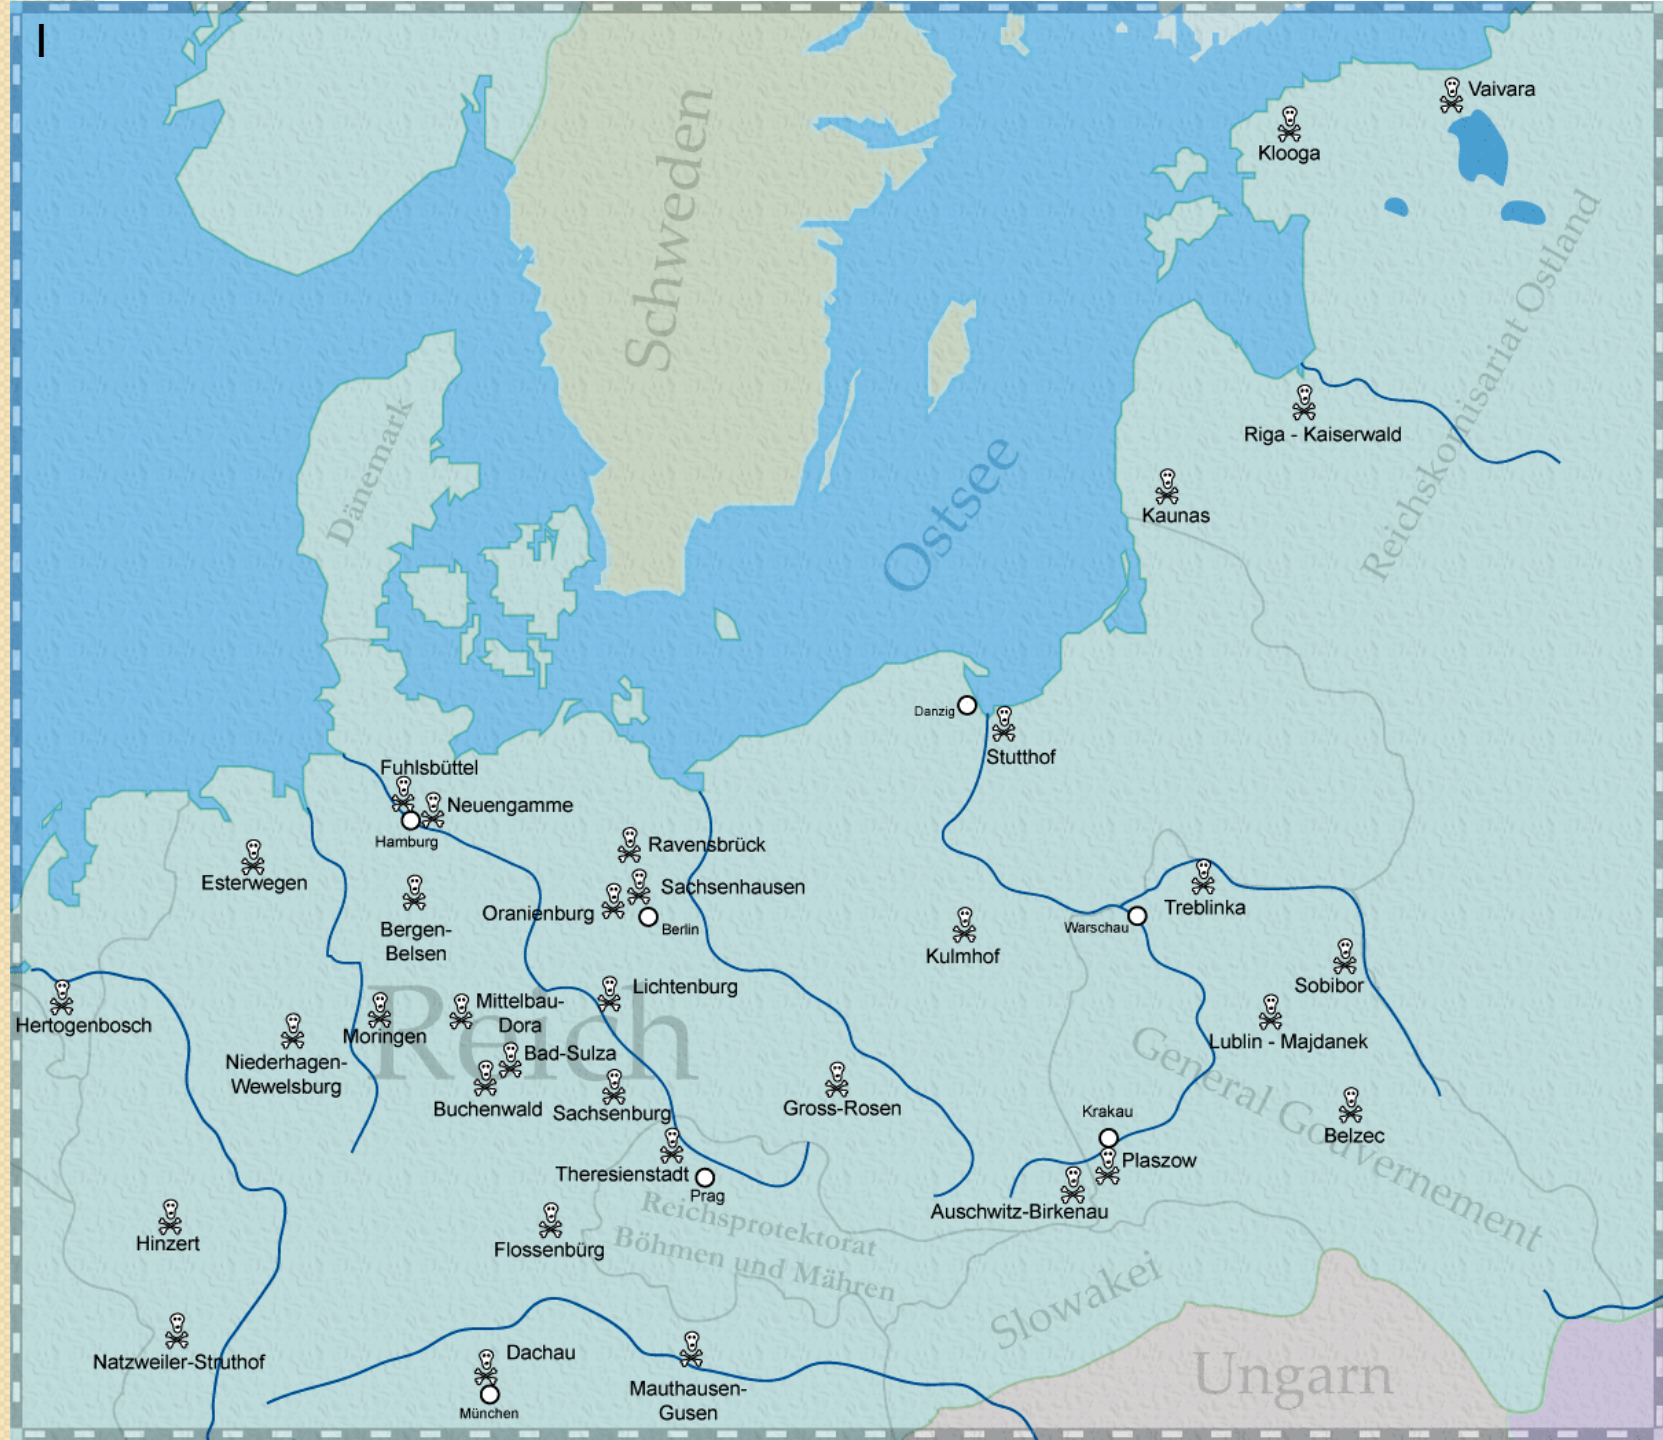 I
Schweden
Vaivara
Klooga
Reichskomisariat Ostland
Dänemark
Riga - Kaiserwald
Ostsee
Kaunas
Danzig
Stutthof
Fuhlsbüttel
Neuengamme
Hamburg
Ravensbrück
Esterwegen
Sachsenhausen
Oranienburg
Berlin
Bergen-
Belsen
Kulmhof
Warschau
Treblinka
Sobibor
Hertogenbosch
Lichtenburg
Mittelbau-
Dora
Moringen
Reich
Niederhagen-
Wewelsburg
Bad-Sulza
Buchenwald
Sachsenburg
Gross-Rosen
Lublin - Majdanek
General Gouvernement
Krakau
Belzec
Plaszow
Auschwitz-Birkenau
Theresienstadt
Prag
Reichsprotektorat
Böhmen und Mähren
Hinzert
Flossenbürg
Slowakei
Natzweiler-Struthof
Dachau
München
Mauthausen-
Gusen
Ungarn